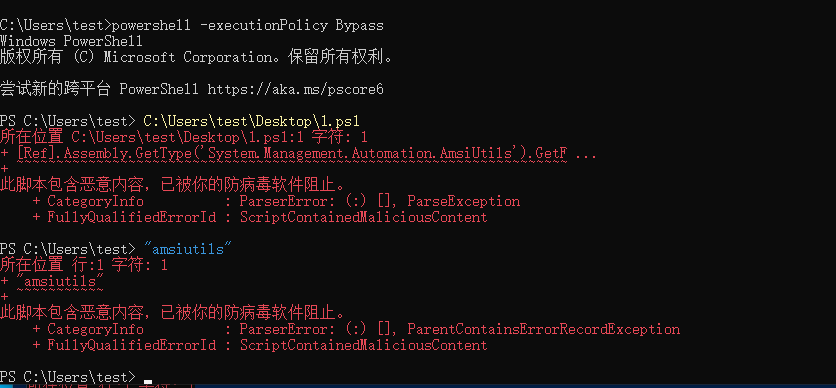 C:\Users\test>powershell -executionPolicy Bypass
Windows PowerShell
版权所有 (C) Microsoft Corporation。保留所有权利。
尝试新的跨平台 PowerShell https://aka.ms/pscore6
PS C:\Users\test> C:\Users\test\Desktop\1.ps1
所在位置 C:\Users\test\Desktop\1.ps1:1 字符: 1
+ [Ref].Assembly.GetType('System.Management.Automation.AmsiUtils').GetF ...
+ ~~~~~~~~~~~~~~~~~~~~~~~~~~~~~~~~~~~~~~~~~~~~~~~~~~~~~~~~~~~~~~~~~~~~~
此脚本包含恶意内容，已被你的防病毒软件阻止。
    + CategoryInfo          : ParserError: (:) [], ParseException
    + FullyQualifiedErrorId : ScriptContainedMaliciousContent
PS C:\Users\test> "amsiutils"
所在位置 行:1 字符: 1
+ "amsiutils"
+ ~~~~~~~~~~~
此脚本包含恶意内容，已被你的防病毒软件阻止。
    + CategoryInfo          : ParserError: (:) [], ParentContainsErrorRecordException
    + FullyQualifiedErrorId : ScriptContainedMaliciousContent
PS C:\Users\test>